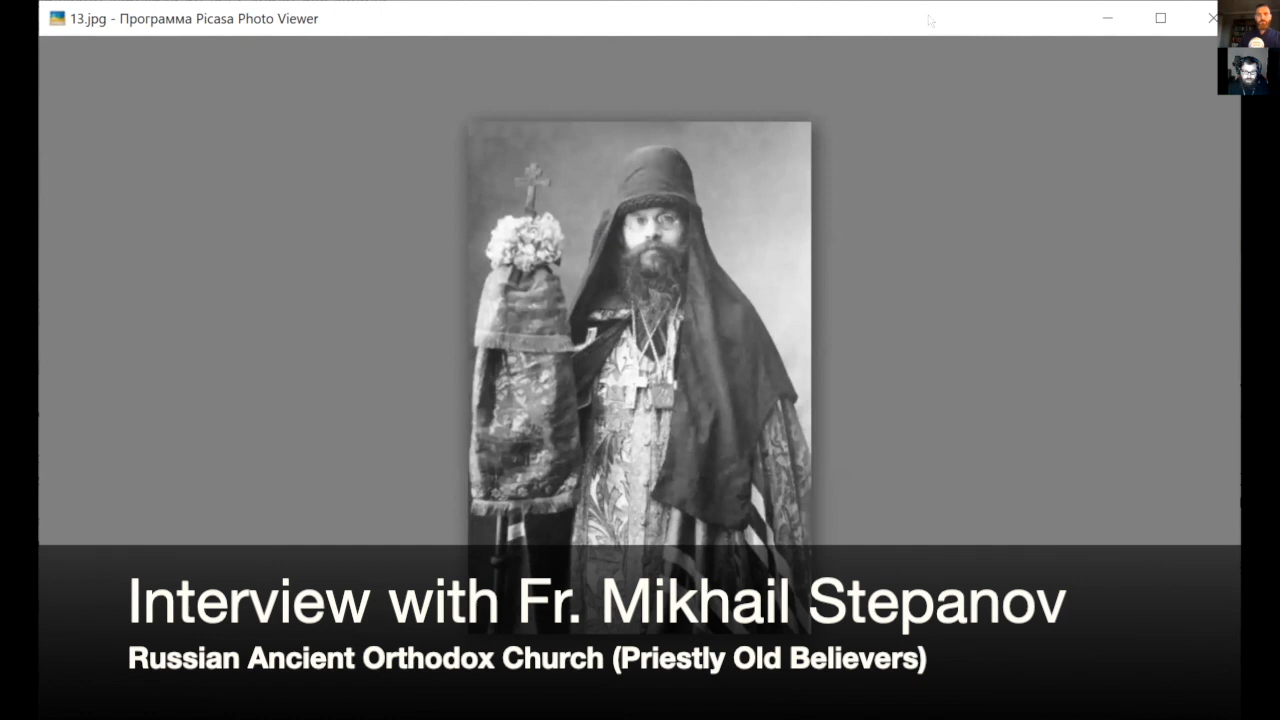 13.jpg - Программа Picasa Photo Viewer
Interview with Fr. Mikhail Stepanov
Russian Ancient Orthodox Church (Priestly Old Believers)